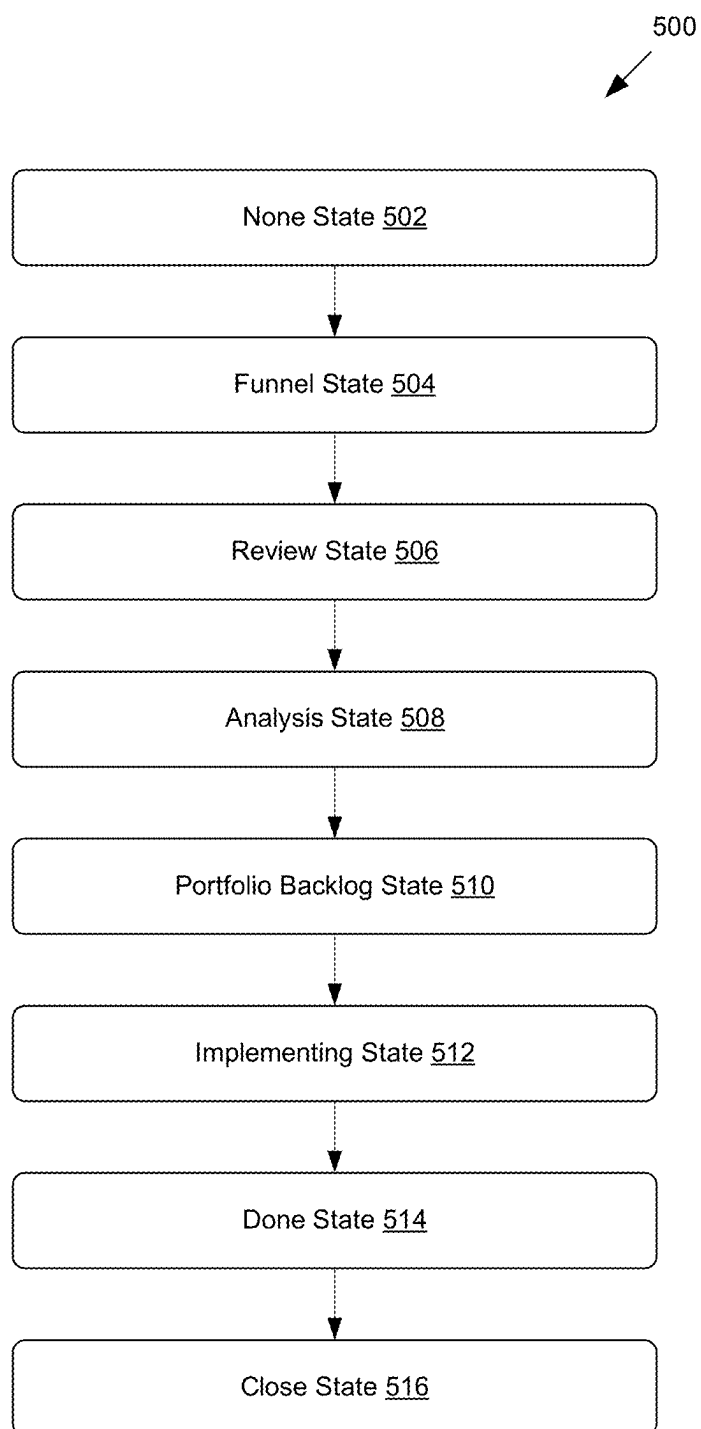 500
None State 502
Funnel State 504
Review State 506
Analysis State 508
Portfolio Backlog State 510
Implementing State 512
Done State 514
Close State 516